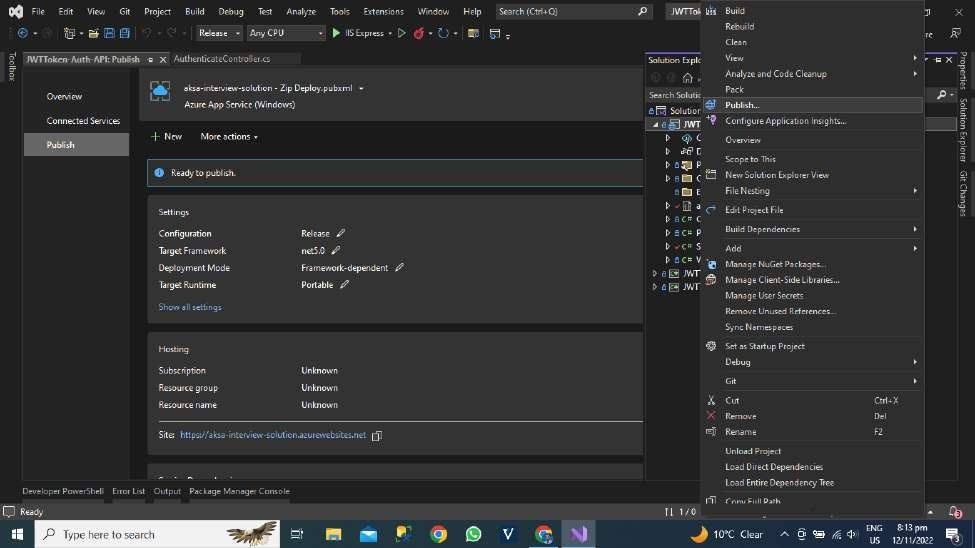 File Edit View Git Project Build Debug Test Analyze Tools Extensions Window Search (Ctrl+Q) JWTToke
Release Any CPU IIS Express
JWTToken-Auth-API: Publish AuthenticateController.cs
Toolbox
Overview
Connected Services
Publish
aksa-interview-solution - Zip Deploy.pubxml
Azure App Service (Windows)
New More actions
Ready to publish.
Settings
Configuration Release
Target Framework net5.0
Deployment Mode Framework-dependent
Target Runtime Portable
Show all settings
Hosting
Subscription Unknown
Resource group Unknown
Resource name Unknown
Site: https://aksa-interview-solution.azurewebsites.net
Solution Explo
Search Solutio
Solution
JWTT
C
D
P
C
E
a
C# C
C# P
C# S
C# W
JWTT
JWTT
Build
Rebuild
Clean
View
Analyze and Code Cleanup
Pack
Publish...
Configure Application Insights...
Overview
Scope to This
New Solution Explorer View
File Nesting
Edit Project File
Build Dependencies
Add
Manage NuGet Packages...
Manage Client-Side Libraries...
Manage User Secrets
Remove Unused References...
Sync Namespaces
Set as Startup Project
Debug
Git
Cut Ctrl+X
Remove Del
Rename F2
Unload Project
Load Direct Dependencies
Load Entire Dependency Tree
Copy Full Path
Properties
Solution Explorer
Git Changes
Developer PowerShell Error List Output Package Manager Console
Ready 1 / 0 3
Type here to search 10°C Clear ENG US 8:13 pm 12/11/2022 3